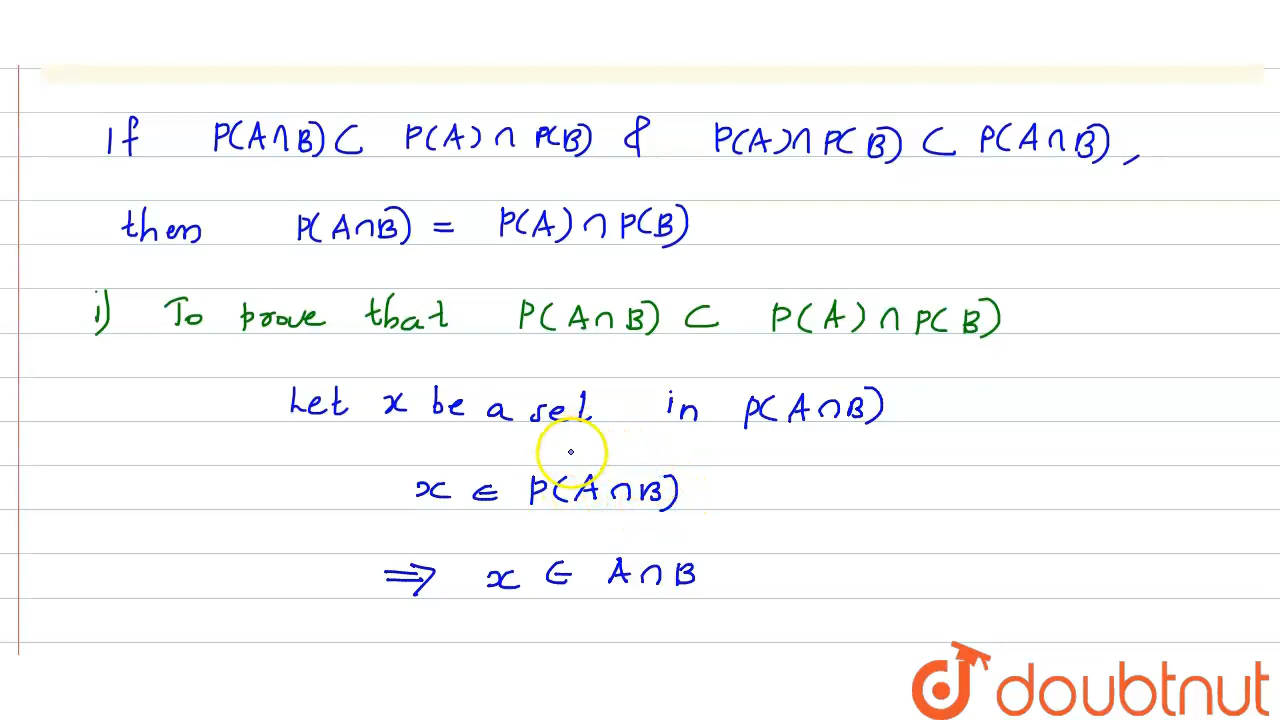 If P(A∩B) ⊂ P(A) ∩ P(B) & P(A)∩P(B) ⊂ P(A∩B),
then P(A∩B) = P(A) ∩ P(B)
i) To prove that P(A∩B) ⊂ P(A) ∩ P(B)
Let x be a set in P(A∩B)
x ∈ P(A∩B)
⇒ x ∈ A∩B
doubtnut